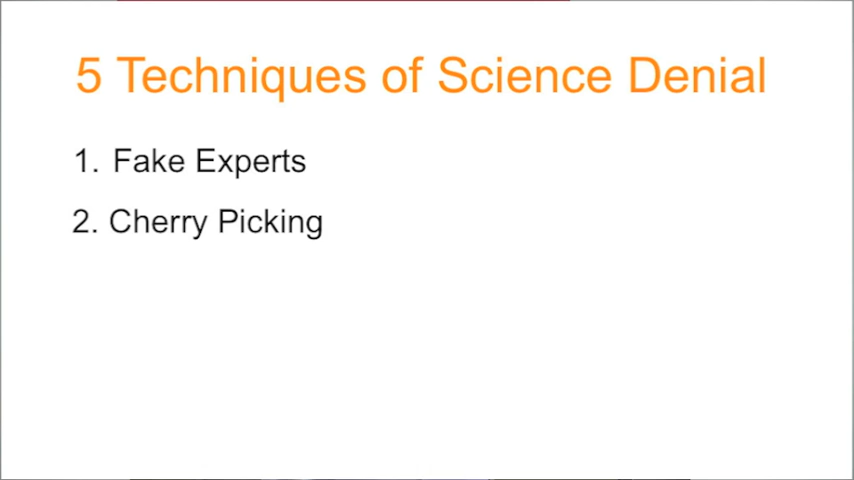 5 Techniques of Science Denial
1. Fake Experts
2. Cherry Picking